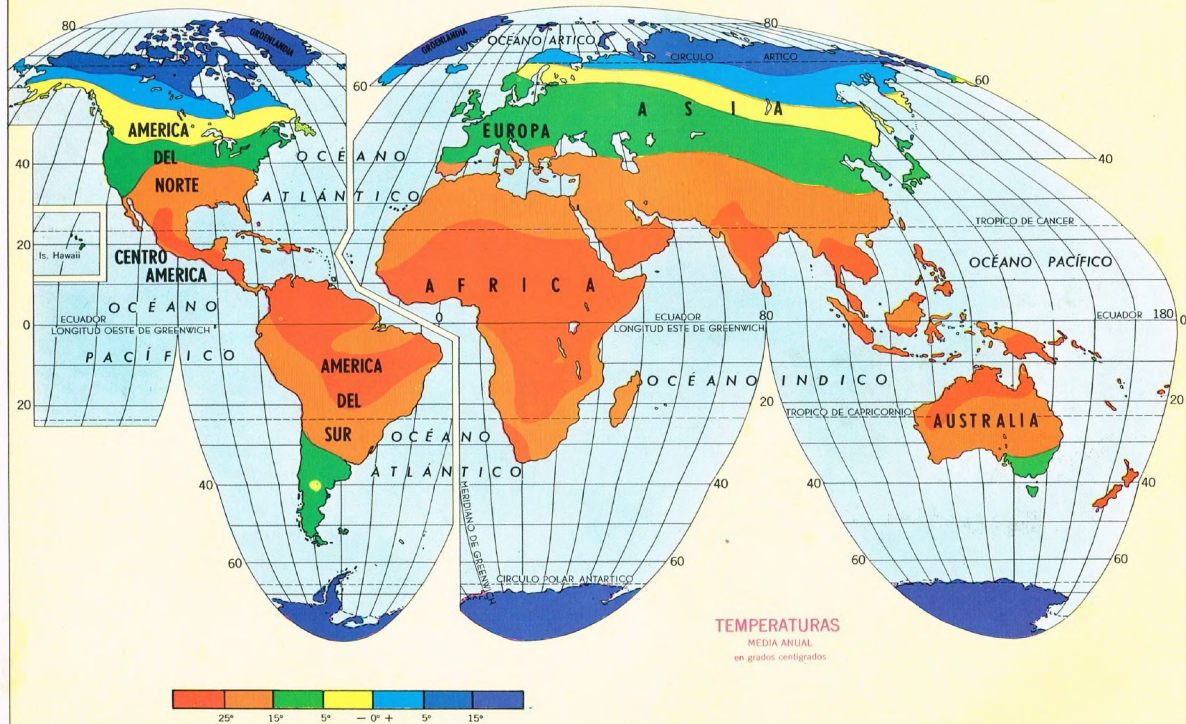 80
80
GROENLANDIA
GROENLANDIA
OCÉANO ARTICO
CIRCULO ARTICO
60
60
AMERICA
DEL
NORTE
EUROPA
A S I A
40
40
OCÉANO
ATLÁNTICO
TROPICO DE CANCER
20
Is. Hawaii
CENTRO
AMERICA
AFRICA
OCÉANO PACÍFICO
OCÉANO
PACÍFICO
ECUADOR
LONGITUD OESTE DE GREENWICH
0
0
ECUADOR
LONGITUD ESTE DE GREENWICH
80
ECUADOR
180
0
AMERICA
DEL
SUR
OCÉANO INDICO
20
20
20
TROPICO DE CAPRICORNIO
AUSTRALIA
OCÉANO
ATLÁNTICO
40
40
40
40
MERIDIANO DE GREENWICH
60
60
60
60
CIRCULO POLAR ANTARTICO
TEMPERATURAS
MEDIA ANUAL
en grados centigrados
25° 15° 5° — 0° + 5° 15°